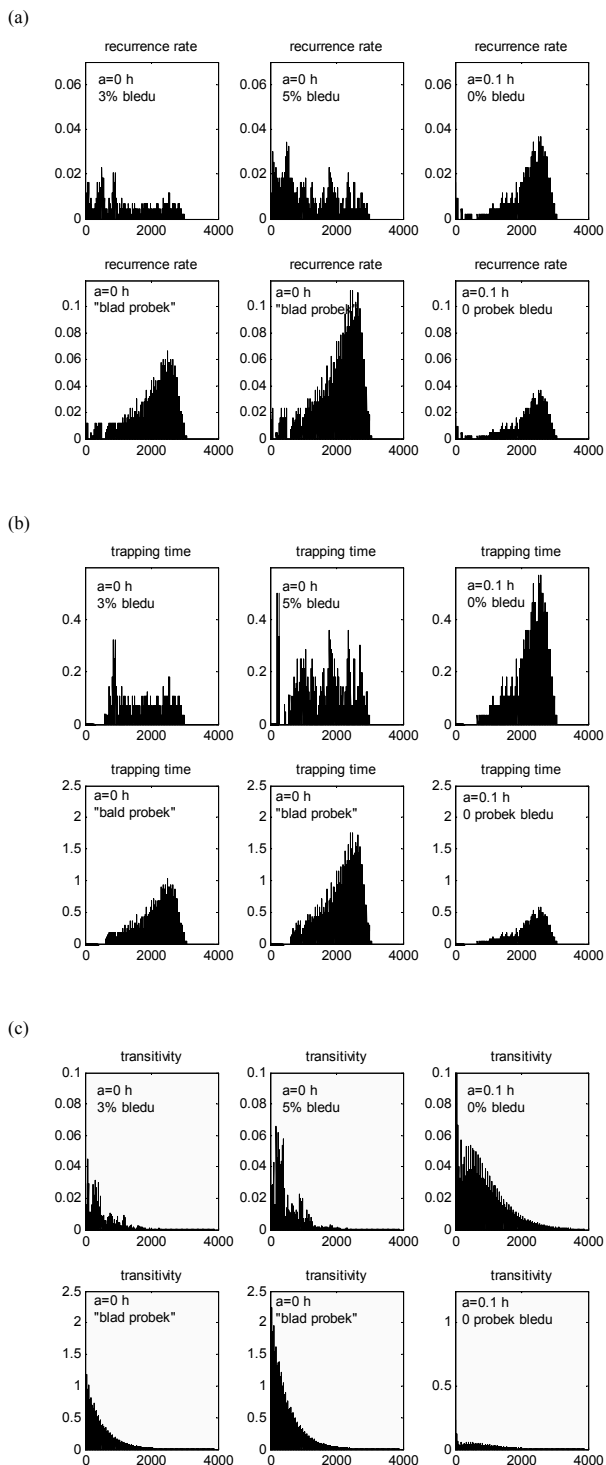 (a)
recurrence rate recurrence rate recurrence rate
a=0 h
3% bledu
a=0 h
5% bledu
a=0.1 h
0% bledu
0.06
0.04
0.02
0
0.06
0.04
0.02
0
0.06
0.04
0.02
0
0 2000 4000 0 2000 4000 0 2000 4000
recurrence rate recurrence rate recurrence rate
a=0 h
"blad probek"
a=0 h
"blad probek"
a=0.1 h
0 probek bledu
0.1
0.08
0.06
0.04
0.02
0
0.1
0.08
0.06
0.04
0.02
0
0.1
0.08
0.06
0.04
0.02
0
0 2000 4000 0 2000 4000 0 2000 4000
(b)
trapping time trapping time trapping time
a=0 h
3% bledu
a=0 h
5% bledu
a=0.1 h
0% bledu
0.4
0.2
0
0.4
0.2
0
0.4
0.2
0
0 2000 4000 0 2000 4000 0 2000 4000
trapping time trapping time trapping time
a=0 h
"bald probek"
a=0 h
"blad probek"
a=0.1 h
0 probek bledu
2.5
2
1.5
1
0.5
0
2.5
2
1.5
1
0.5
0
2.5
2
1.5
1
0.5
0
0 2000 4000 0 2000 4000 0 2000 4000
(c)
transitivity transitivity transitivity
a=0 h
3% bledu
a=0 h
5% bledu
a=0.1 h
0% bledu
0.1
0.08
0.06
0.04
0.02
0
0.1
0.08
0.06
0.04
0.02
0
0.1
0.08
0.06
0.04
0.02
0
0 2000 4000 0 2000 4000 0 2000 4000
transitivity transitivity transitivity
a=0 h
"blad probek"
a=0 h
"blad probek"
a=0.1 h
0 probek bledu
2.5
2
1.5
1
0.5
0
2.5
2
1.5
1
0.5
0
1
0.5
0
0 2000 4000 0 2000 4000 0 2000 4000